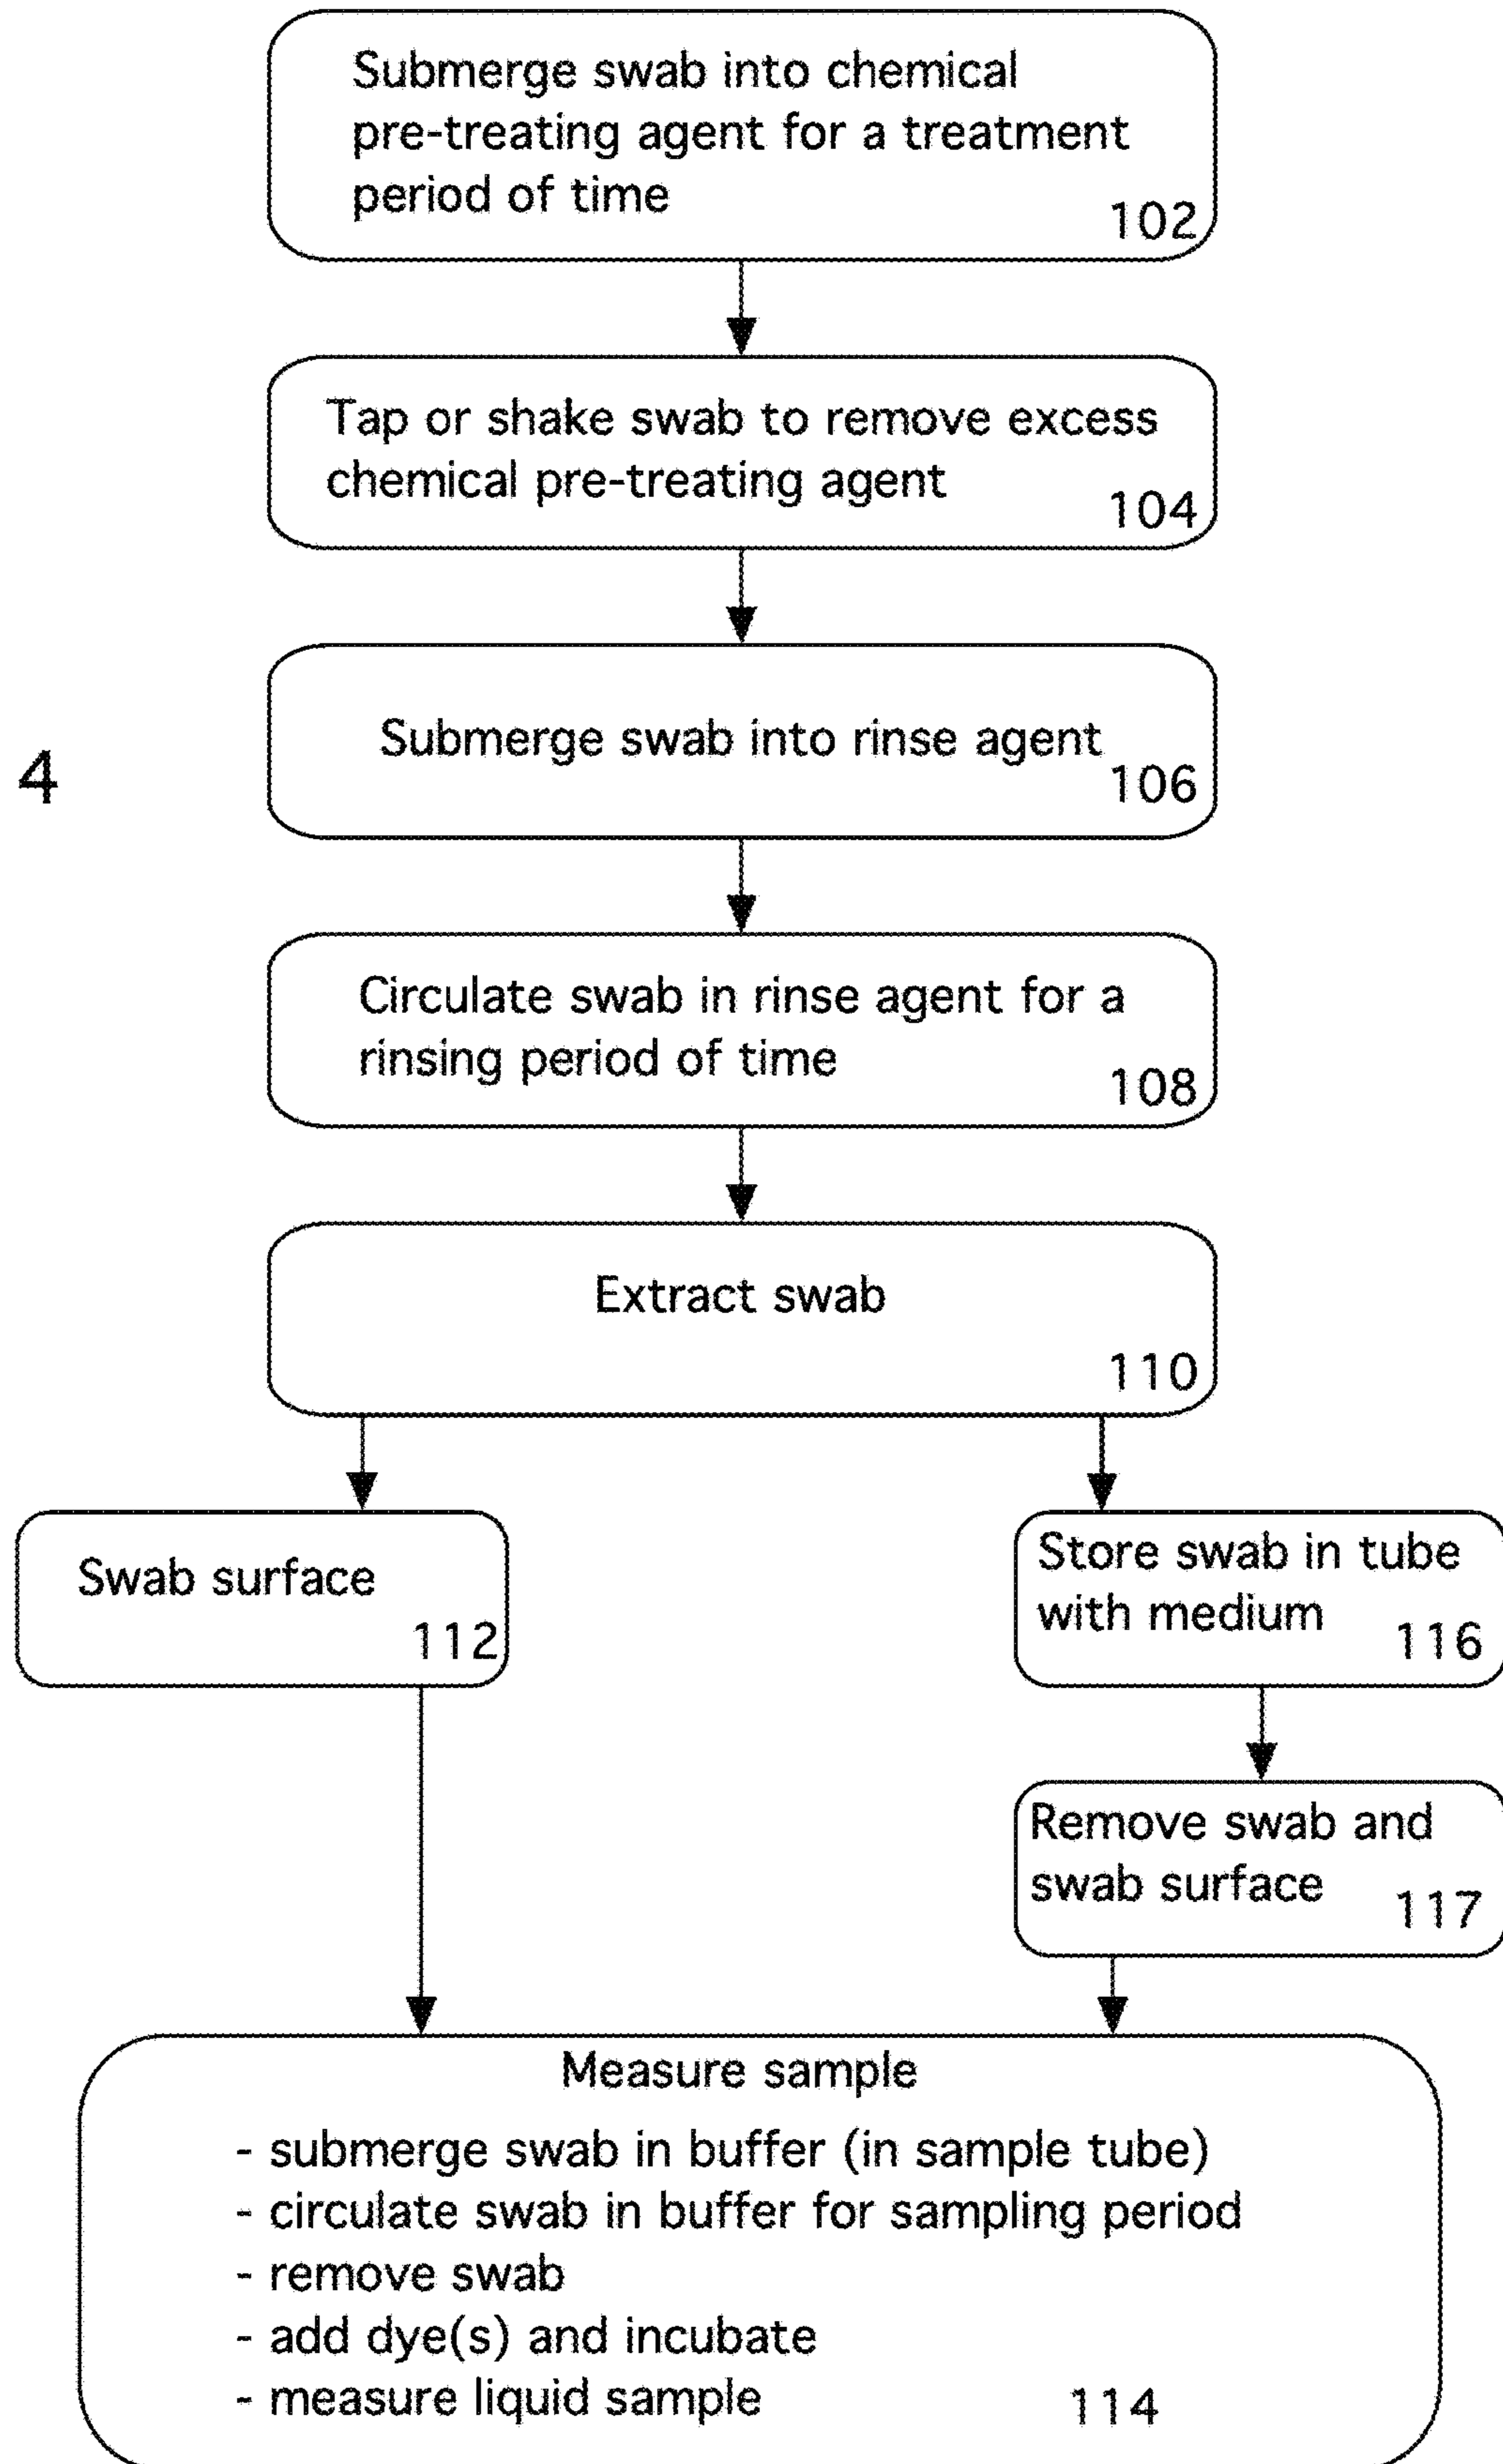 Submerge swab into chemical
pre-treating agent for a treatment
period of time
102
Tap or shake swab to remove excess
chemical pre-treating agent
104
4
Submerge swab into rinse agent
106
Circulate swab in rinse agent for a
rinsing period of time
108
Extract swab
110
Swab surface
112
Store swab in tube
with medium
116
Remove swab and
swab surface
117
Measure sample
- submerge swab in buffer (in sample tube)
- circulate swab in buffer for sampling period
- remove swab
- add dye(s) and incubate
- measure liquid sample
114